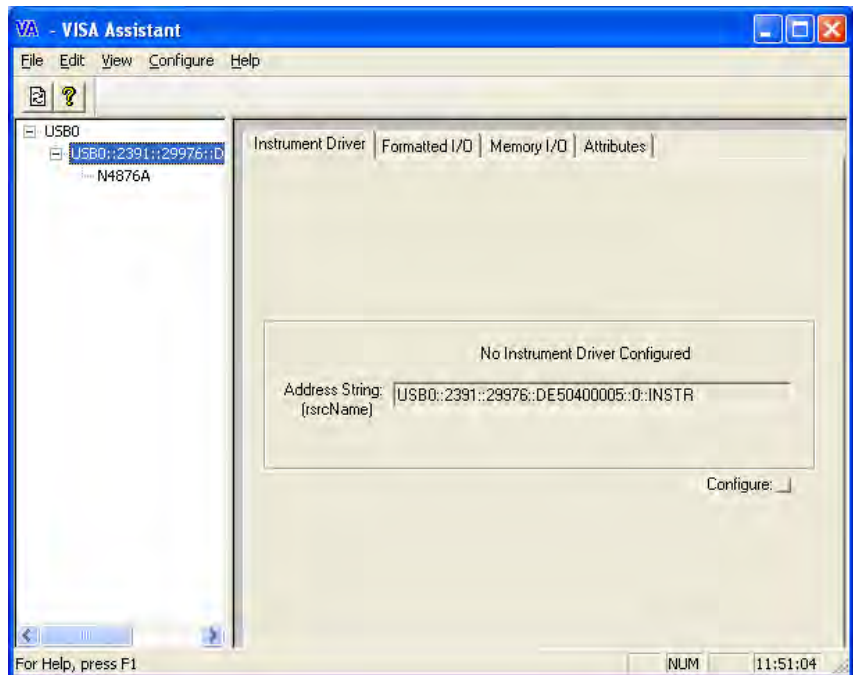 VA - VISA Assistant
File Edit View Configure Help
USB0
USB0::2391::29976::D
N4876A
Instrument Driver Formatted I/O Memory I/O Attributes
No Instrument Driver Configured
Address String: USB0::2391::29976::DE50400005::0::INSTR
(rsrcName)
Configure:
For Help, press F1 NUM 11:51:04